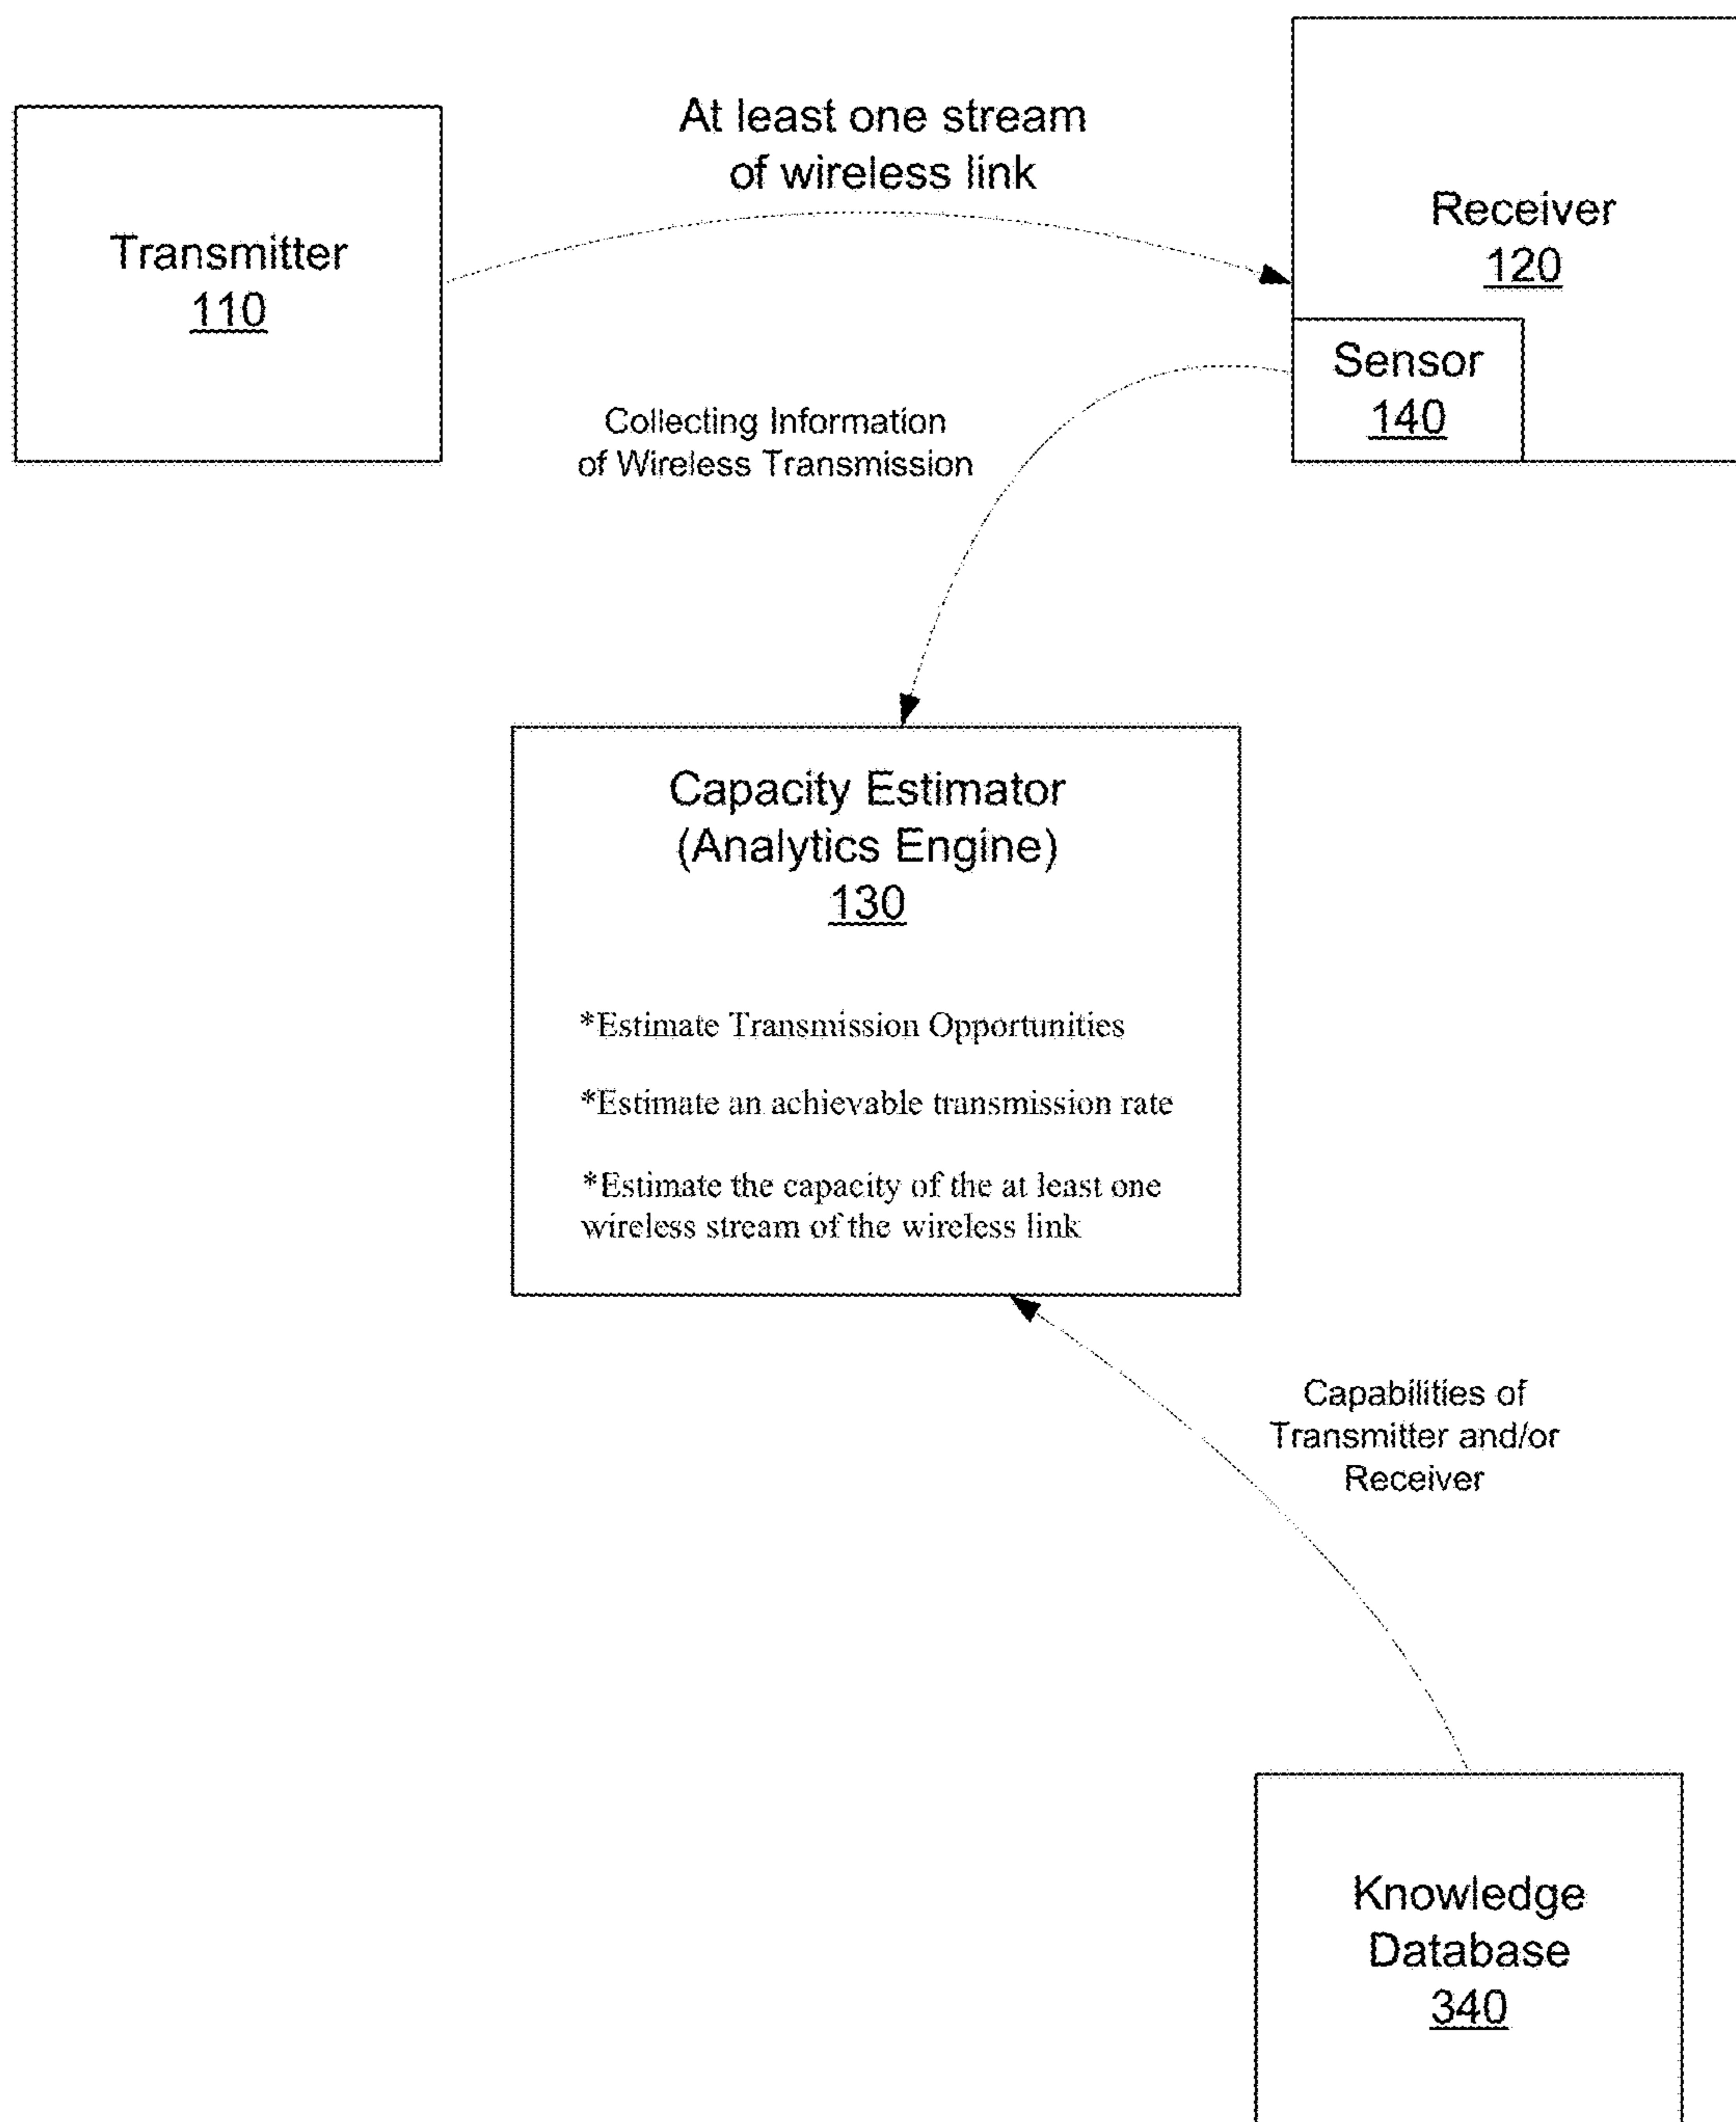 At least one stream
of wireless link
Transmitter
110
Receiver
120
Sensor
140
Collecting Information
of Wireless Transmission
Capacity Estimator
(Analytics Engine)
130
*Estimate Transmission Opportunities
*Estimate an achievable transmission rate
*Estimate the capacity of the at least one
wireless stream of the wireless link
Capabilities of
Transmitter and/or
Receiver
Knowledge
Database
340